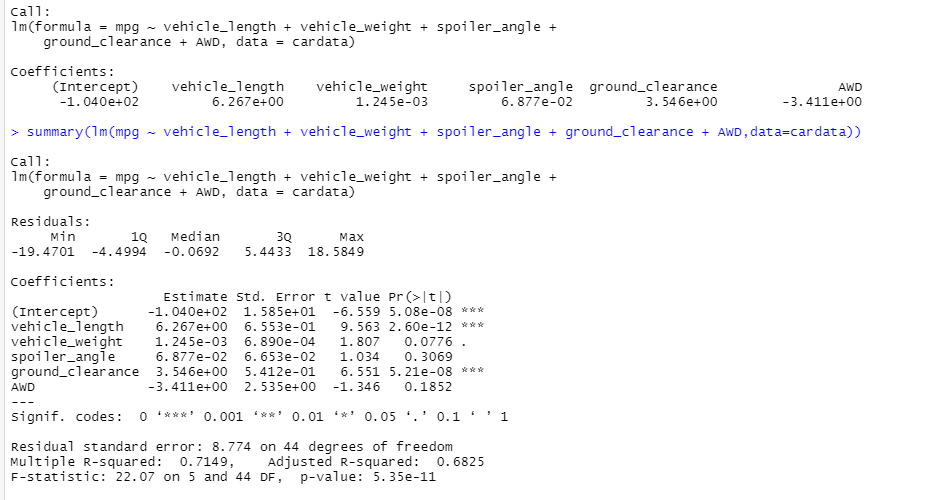 Call:
lm(formula = mpg ~ vehicle_length + vehicle_weight + spoiler_angle +
    ground_clearance + AWD, data = cardata)

Coefficients:
     (Intercept)    vehicle_length    vehicle_weight     spoiler_angle  ground_clearance               AWD
      -1.040e+02         6.267e+00         1.245e-03         6.877e-02         3.546e+00        -3.411e+00

> summary(lm(mpg ~ vehicle_length + vehicle_weight + spoiler_angle + ground_clearance + AWD,data=cardata))

Call:
lm(formula = mpg ~ vehicle_length + vehicle_weight + spoiler_angle +
    ground_clearance + AWD, data = cardata)

Residuals:
     Min       1Q   Median       3Q      Max
-19.4701  -4.4994  -0.0692   5.4433  18.5849

Coefficients:
                   Estimate Std. Error t value Pr(>|t|)
(Intercept)      -1.040e+02  1.585e+01  -6.559 5.08e-08 ***
vehicle_length    6.267e+00  6.553e-01   9.563 2.60e-12 ***
vehicle_weight    1.245e-03  6.890e-04   1.807   0.0776 .
spoiler_angle     6.877e-02  6.653e-02   1.034   0.3069
ground_clearance  3.546e+00  5.412e-01   6.551 5.21e-08 ***
AWD              -3.411e+00  2.535e+00  -1.346   0.1852
---
Signif. codes:  0 ‘***’ 0.001 ‘**’ 0.01 ‘*’ 0.05 ‘.’ 0.1 ‘ ’ 1

Residual standard error: 8.774 on 44 degrees of freedom
Multiple R-squared:  0.7149,    Adjusted R-squared:  0.6825
F-statistic: 22.07 on 5 and 44 DF,  p-value: 5.35e-11